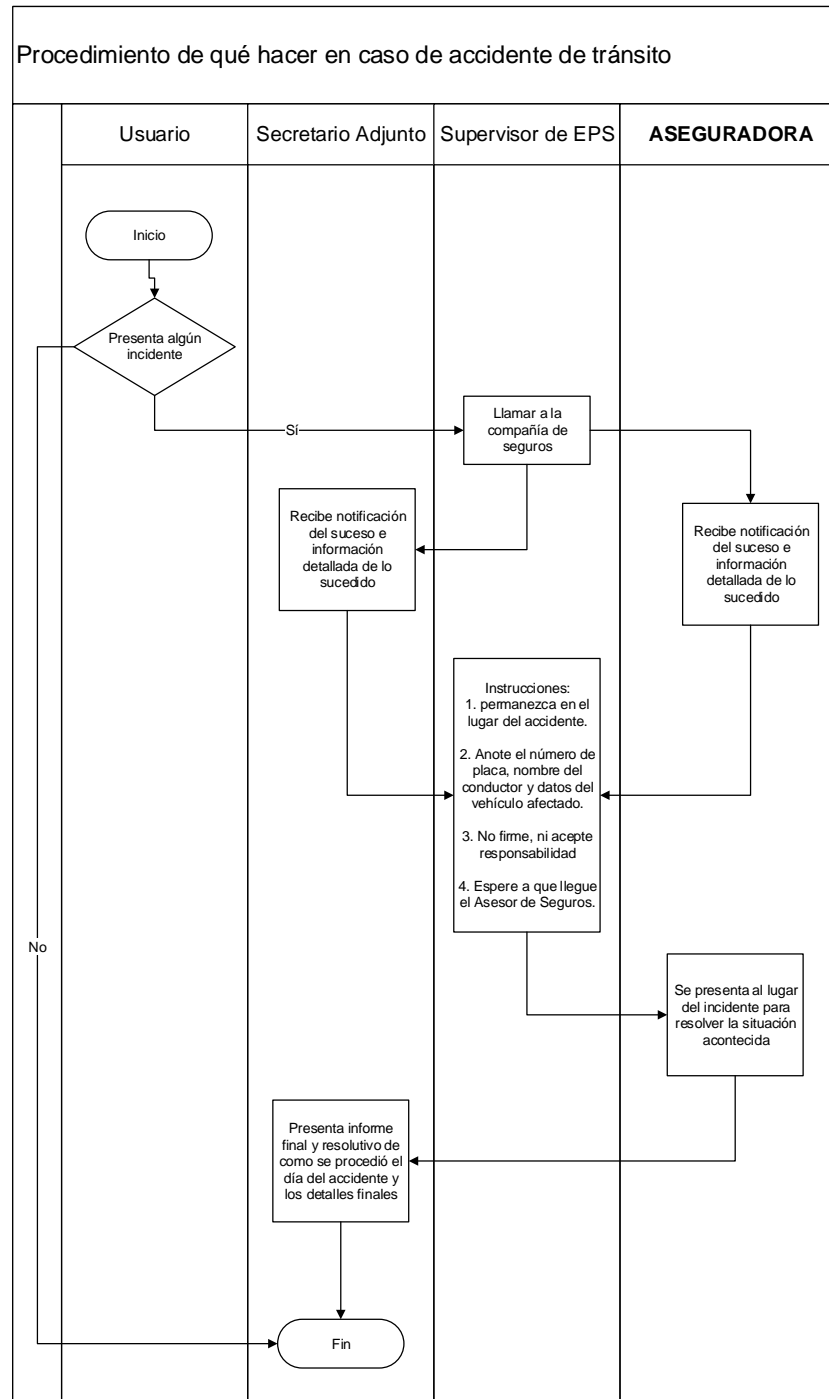 Procedimiento de qué hacer en caso de accidente de tránsito
Usuario
Secretario Adjunto
Supervisor de EPS
ASEGURADORA
Inicio
Presenta algún
incidente
Sí
Llamar a la
compañía de
seguros
Recibe notificación
del suceso e
información
detallada de lo
sucedido
Recibe notificación
del suceso e
información
detallada de lo
sucedido
Instrucciones:
1. permanezca en el
lugar del accidente.
2. Anote el número de
placa, nombre del
conductor y datos del
vehículo afectado.
3. No firme, ni acepte
responsabilidad
4. Espere a que llegue
el Asesor de Seguros.
No
Se presenta al lugar
del incidente para
resolver la situación
acontecida
Presenta informe
final y resolutivo de
como se procedió el
día del accidente y
los detalles finales
Fin